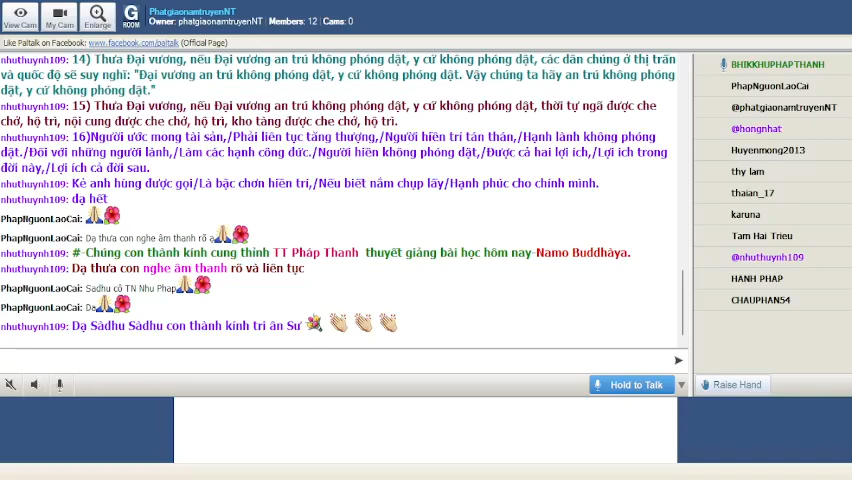 View Cam
My Cam
Enlarge
G
ROOM
PhatgiaonamtruyenNT
Owner: phatgiaonamtruyenNT | Members: 12 | Cams: 0
Like Paltalk on Facebook: www.facebook.com/paltalk (Official Page)
nhuthuynh109: 14) Thưa Đại vương, nếu Đại vương an trú không phóng dật, y cứ không phóng dật, các dân chúng ở thị trấn
và quốc độ sẽ suy nghĩ: "Đại vương an trú không phóng dật, y cứ không phóng dật. Vậy chúng ta hãy an trú không phóng
dật, y cứ không phóng dật."
nhuthuynh109: 15) Thưa Đại vương, nếu Đại vương an trú không phóng dật, y cứ không phóng dật, thời tự ngã được che
chở, hộ trì, nội cung được che chở, hộ trì, kho tàng được che chở, hộ trì.
nhuthuynh109: 16)Người ước mong tài sản,/Phải liên tục tăng thượng,/Người hiền trí tán thán,/Hạnh lành không phóng
dật./Đối với những người lành,/Làm các hạnh công đức./Người hiền không phóng dật,/Được cả hai lợi ích,/Lợi ích trong
đời này,/Lợi ích cả đời sau.
nhuthuynh109: Kẻ anh hùng được gọi/Là bậc chơn hiền trí,/Nếu biết nắm chụp lấy/Hạnh phúc cho chính mình.
nhuthuynh109: dạ hết
PhapNguonLaoCai:
PhapNguonLaoCai: Dạ thưa con nghe âm thanh rõ ạ
nhuthuynh109: #-Chúng con thành kính cung thỉnh TT Pháp Thanh thuyết giảng bài học hôm nay-Namo Buddhàya.
nhuthuynh109: Dạ thưa con nghe âm thanh rõ và liên tục
PhapNguonLaoCai: Sadhu cô TN Nhu Phap
PhapNguonLaoCai: Dạ
nhuthuynh109: Dạ Sàdhu Sàdhu con thành kính tri ân Sư
Hold to Talk
BHIKKHUPHAPTHANH
PhapNguonLaoCai
@phatgiaonamtruyenNT
@hongnhat
Huyenmong2013
thy lam
thaian_17
karuna
Tam Hai Trieu
@nhuthuynh109
HANH PHAP
CHAUPHAN54
Raise Hand